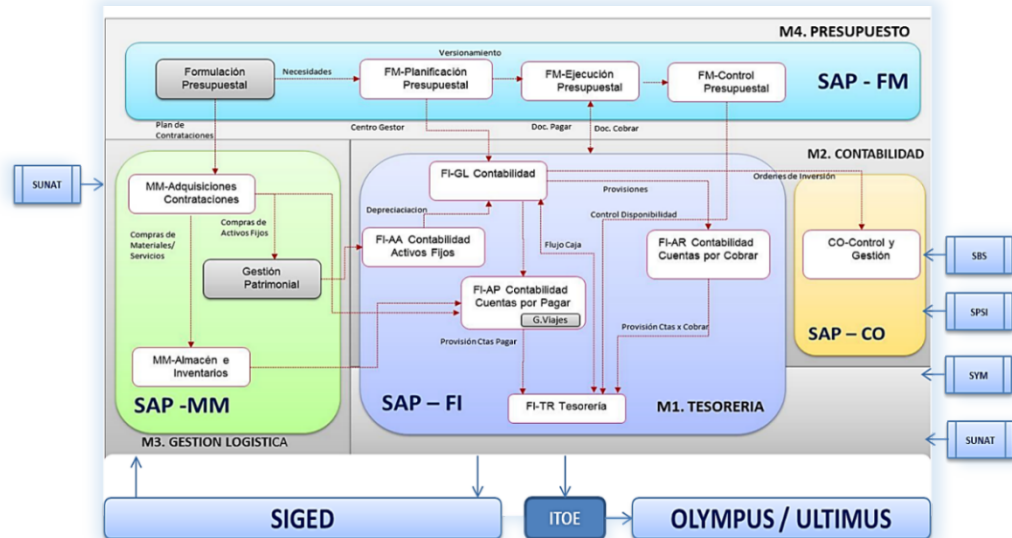 M4. PRESUPUESTO
Versionamiento
Formulación
Presupuestal
Necesidades
FM-Planificación
Presupuestal
FM-Ejecución
Presupuestal
FM-Control
Presupuestal
SAP - FM
Plan de
Contrataciones
Centro Gestor
Doc. Pagar
Doc. Cobrar
M2. CONTABILIDAD
SUNAT
MM-Adquisiciones
Contrataciones
FI-GL Contabilidad
Ordenes de Inversión
Provisiones
Depreciaciacion
Control Disponibilidad
Compras de
Activos Fijos
Compras de
Materiales/
Servicios
FI-AA Contabilidad
Activos Fijos
Flujo Caja
FI-AR Contabilidad
Cuentas por Cobrar
CO-Control y
Gestión
SBS
Gestión
Patrimonial
FI-AP Contabilidad
Cuentas por Pagar
G.Viajes
SPSI
Provisión Ctas Pagar
Provisión Ctas x Cobrar
SAP – CO
MM-Almacén e
Inventarios
SYM
SAP -MM
SAP – FI
FI-TR Tesorería
M1. TESORERIA
M3. GESTION LOGISTICA
SUNAT
SIGED
ITOE
OLYMPUS / ULTIMUS